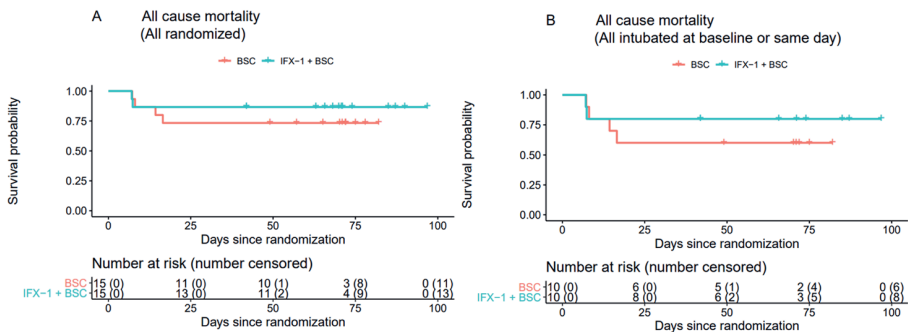 A All cause mortality
(All randomized)
BSC IFX-1 + BSC
Survival probability
1.00
0.75
0.50
0.25
0.00
0 25 50 75 100
Days since randomization
Number at risk (number censored)
BSC 15 (0) 11 (0) 10 (1) 3 (8) 0 (11)
IFX-1 + BSC 15 (0) 13 (0) 11 (2) 4 (9) 0 (13)
0 25 50 75 100
Days since randomization
B All cause mortality
(All intubated at baseline or same day)
BSC IFX-1 + BSC
Survival probability
1.00
0.75
0.50
0.25
0.00
0 25 50 75 100
Days since randomization
Number at risk (number censored)
BSC 10 (0) 6 (0) 5 (1) 2 (4) 0 (6)
IFX-1 + BSC 10 (0) 8 (0) 6 (2) 3 (5) 0 (8)
0 25 50 75 100
Days since randomization